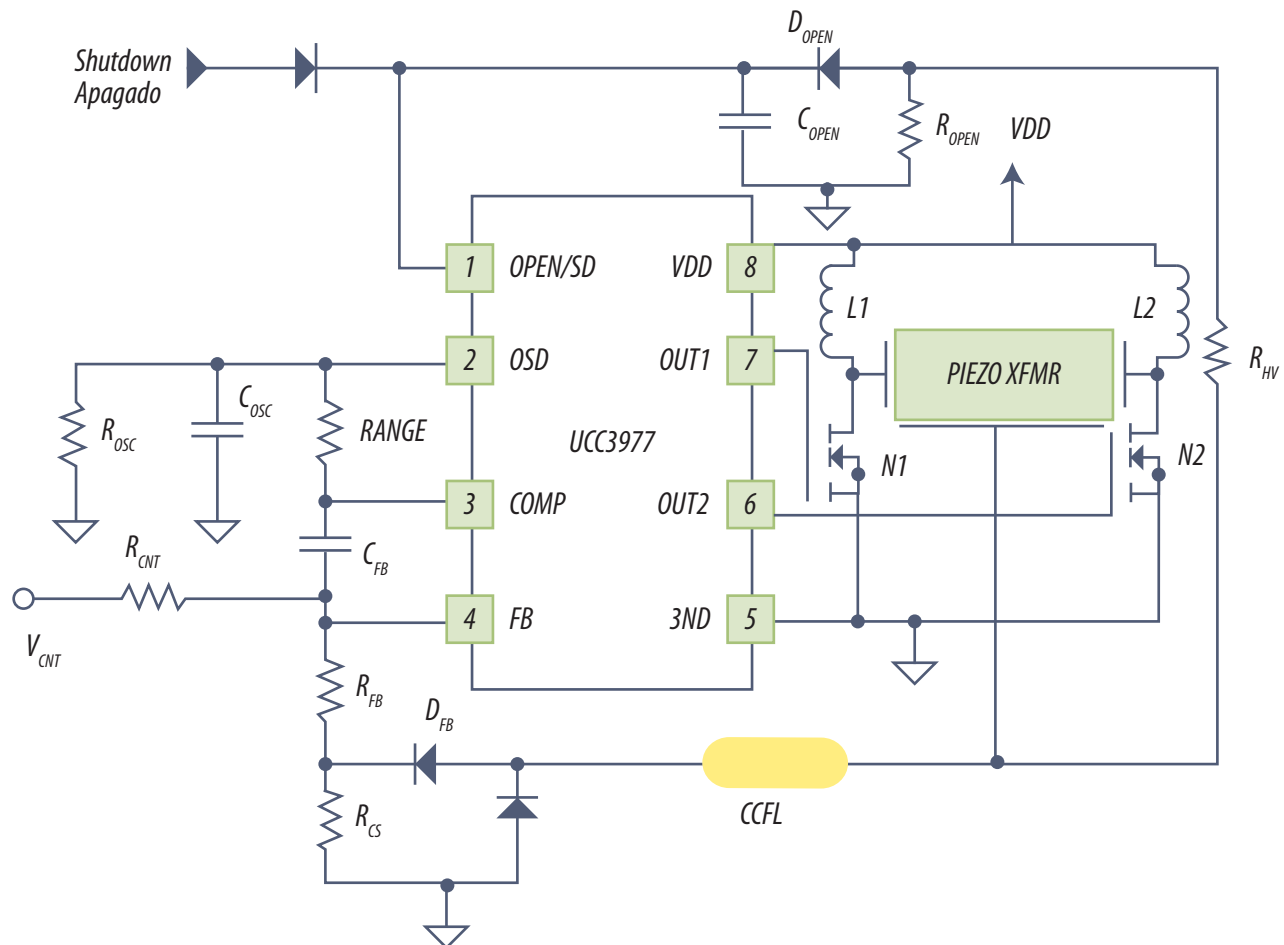 D_OPEN
Shutdown
Apagado
C_OPEN
R_OPEN
VDD
1 OPEN/SD
VDD 8
L1
L2
2 OSD
OUT1 7
PIEZO XFMR
R_HV
C_OSC
R_OSC
RANGE
UCC3977
N1
N2
3 COMP
OUT2 6
R_CNT
C_FB
4 FB
3ND 5
V_CNT
R_FB
D_FB
R_CS
CCFL